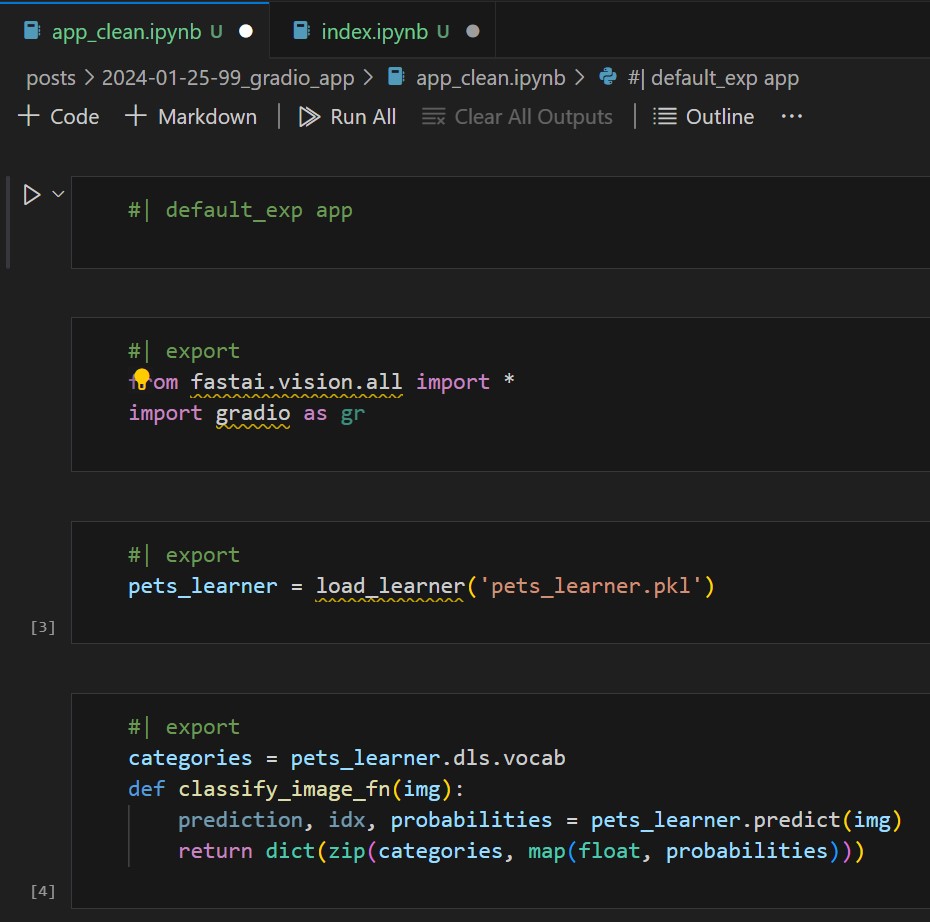 app_clean.ipynb U index.ipynb U
posts > 2024-01-25-99_gradio_app > app_clean.ipynb > #| default_exp app
+ Code + Markdown | Run All Clear All Outputs | Outline ...
#| default_exp app
#| export
from fastai.vision.all import *
import gradio as gr
#| export
pets_learner = load_learner('pets_learner.pkl')
[3]
#| export
categories = pets_learner.dls.vocab
def classify_image_fn(img):
    prediction, idx, probabilities = pets_learner.predict(img)
    return dict(zip(categories, map(float, probabilities)))
[4]